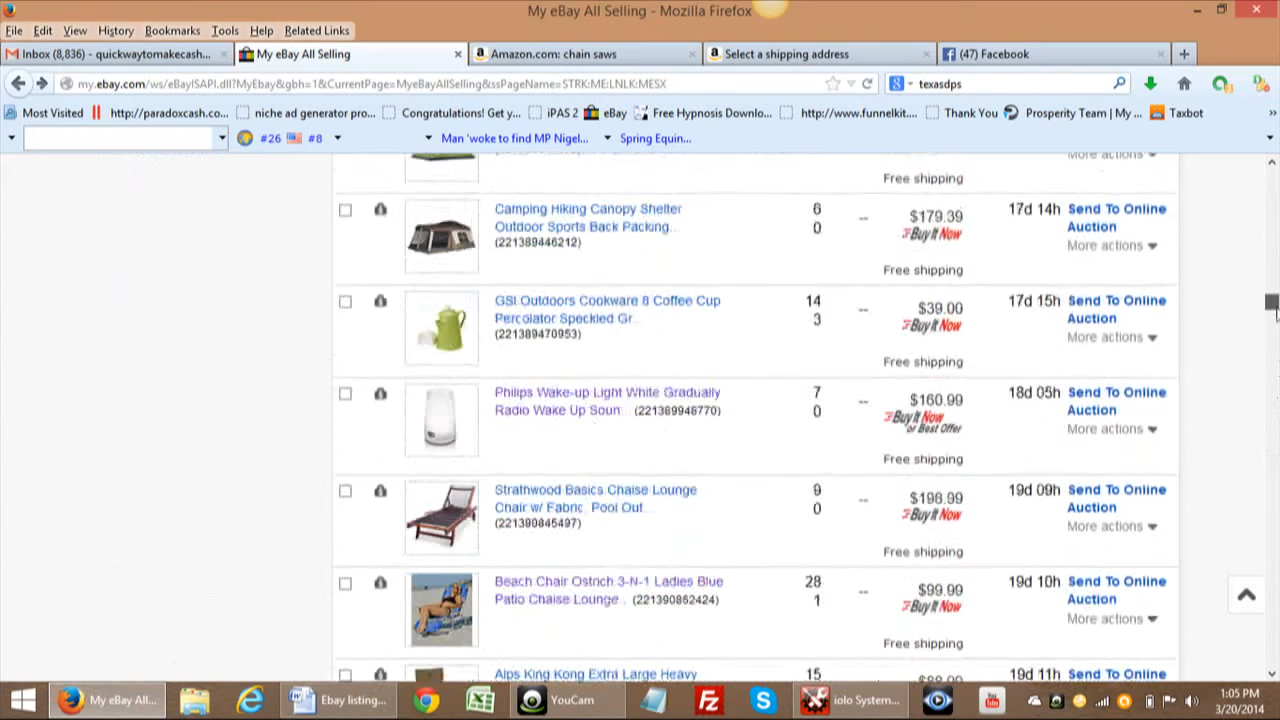 My eBay All Selling - Mozilla Firefox
File Edit View History Bookmarks Tools Help Related Links
Inbox (8,836) - quickwaytomakecash... × My eBay All Selling × Amazon.com: chain saws × Select a shipping address × (47) Facebook × +
my.ebay.com/ws/eBayISAPI.dll?MyEbay&gbh=1&CurrentPage=MyeBayAllSelling&ssPageName=STRK:ME:LNLK:MESX texasdps
Most Visited http://paradoxcash.co... niche ad generator pro... Congratulations! Get y... iPAS 2 eBay Free Hypnosis Downlo... http://www.funnelkit.... Thank You Prosperity Team | My ... Taxbot »
#26 #8 Man 'woke to find MP Nigel... Spring Equin...
More actions
Free shipping
Camping Hiking Canopy Shelter 6 -- $179.39 17d 14h Send To Online
Outdoor Sports Back Packing... 0 Buy It Now Auction
(221389446212) More actions
Free shipping
GSI Outdoors Cookware 8 Coffee Cup 14 -- $39.00 17d 15h Send To Online
Percolator Speckled Gr... 3 Buy It Now Auction
(221389470953) More actions
Free shipping
Philips Wake-up Light White Gradually 7 -- $160.99 18d 05h Send To Online
Radio Wake Up Soun... (221389948770) 0 Buy It Now Auction
or Best Offer More actions
Free shipping
Strathwood Basics Chaise Lounge 9 -- $196.99 19d 09h Send To Online
Chair w/ Fabric, Pool Out... 0 Buy It Now Auction
(221390845497) More actions
Free shipping
Beach Chair Ostrich 3-N-1 Ladies Blue 28 -- $99.99 19d 10h Send To Online
Patio Chaise Lounge... (221390862424) 1 Buy It Now Auction
More actions
Free shipping
Alps King Kong Extra Large Heavy 15 19d 11h Send To Online
My eBay All... Ebay listing... YouCam iolo System... 1:05 PM
3/20/2014